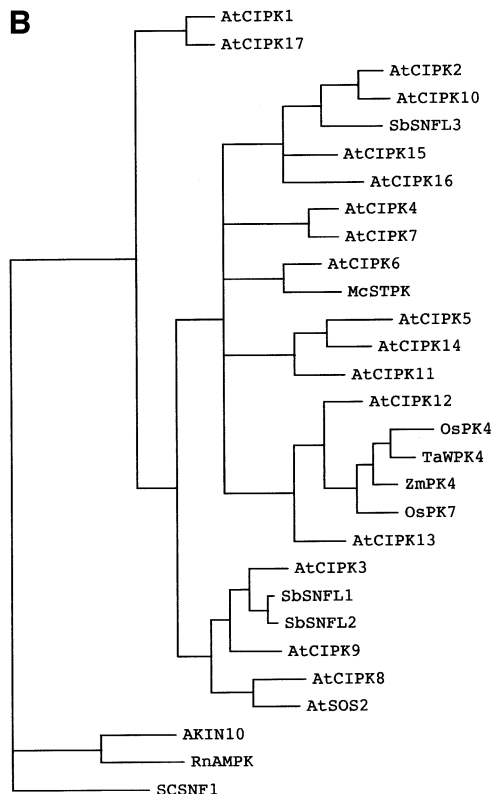 B
AtCIPK1
AtCIPK17
AtCIPK2
AtCIPK10
SbSNFL3
AtCIPK15
AtCIPK16
AtCIPK4
AtCIPK7
AtCIPK6
McSTPK
AtCIPK5
AtCIPK14
AtCIPK11
AtCIPK12
OsPK4
TaWPK4
ZmPK4
OsPK7
AtCIPK13
AtCIPK3
SbSNFL1
SbSNFL2
AtCIPK9
AtCIPK8
AtSOS2
AKIN10
RnAMPK
SCSNF1